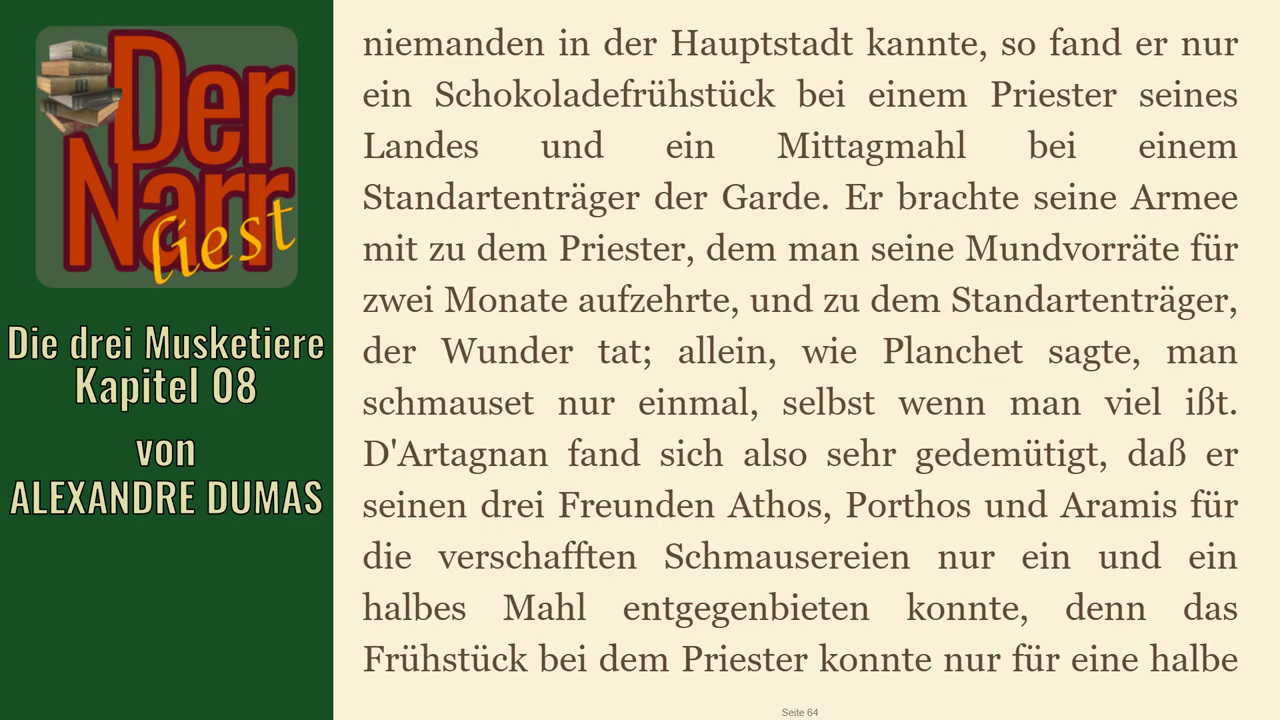 Der
Narr
liest
Die drei Musketiere
Kapitel 08
von
ALEXANDRE DUMAS
niemanden in der Hauptstadt kannte, so fand er nur
ein Schokoladefrühstück bei einem Priester seines
Landes und ein Mittagmahl bei einem
Standartenträger der Garde. Er brachte seine Armee
mit zu dem Priester, dem man seine Mundvorräte für
zwei Monate aufzehrte, und zu dem Standartenträger,
der Wunder tat; allein, wie Planchet sagte, man
schmauset nur einmal, selbst wenn man viel ißt.
D'Artagnan fand sich also sehr gedemütigt, daß er
seinen drei Freunden Athos, Porthos und Aramis für
die verschafften Schmausereien nur ein und ein
halbes Mahl entgegenbieten konnte, denn das
Frühstück bei dem Priester konnte nur für eine halbe
Seite 64